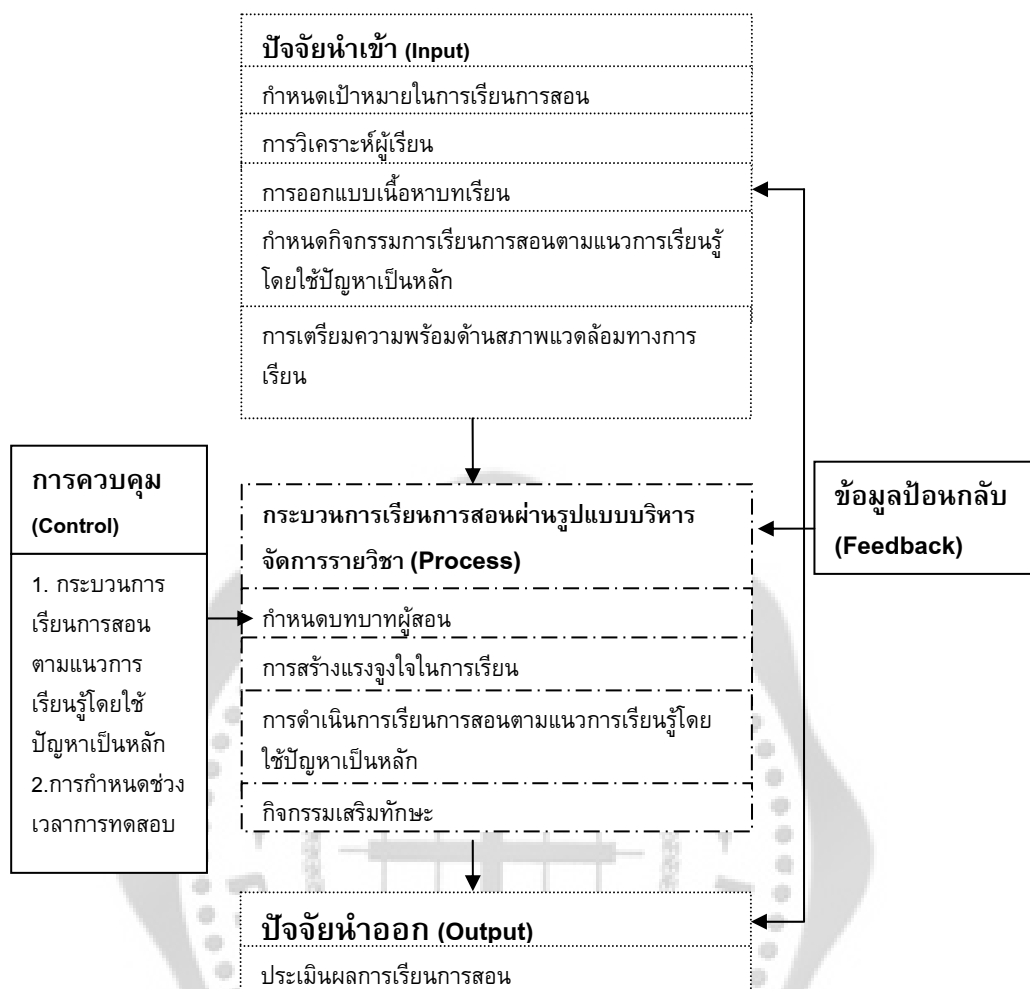 ปัจจัยนำเข้า (Input)
กำหนดเป้าหมายในการเรียนการสอน
การวิเคราะห์ผู้เรียน
การออกแบบเนื้อหาบทเรียน
กำหนดกิจกรรมการเรียนการสอนตามแนวการเรียนรู้
โดยใช้ปัญหาเป็นหลัก
การเตรียมความพร้อมด้านสภาพแวดล้อมทางการ
เรียน
การควบคุม
(Control)
1. กระบวนการ
เรียนการสอน
ตามแนวการ
เรียนรู้โดยใช้
ปัญหาเป็นหลัก
2.การกำหนดช่วง
เวลาการทดสอบ
กระบวนการเรียนการสอนผ่านรูปแบบบริหาร
จัดการรายวิชา (Process)
กำหนดบทบาทผู้สอน
การสร้างแรงจูงใจในการเรียน
การดำเนินการเรียนการสอนตามแนวการเรียนรู้โดย
ใช้ปัญหาเป็นหลัก
กิจกรรมเสริมทักษะ
ข้อมูลป้อนกลับ
(Feedback)
ปัจจัยนำออก (Output)
ประเมินผลการเรียนการสอน